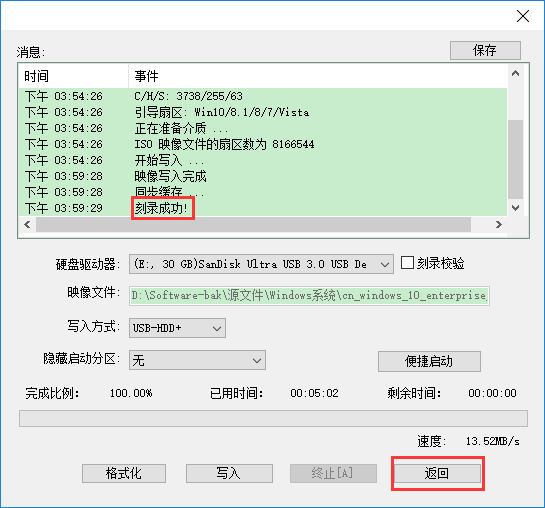 消息:
保存
时间 事件
下午 03:54:26 C/H/S: 3738/255/63
下午 03:54:26 引导扇区: Win10/8.1/8/7/Vista
下午 03:54:26 正在准备介质 ...
下午 03:54:26 ISO 映像文件的扇区数为 8166544
下午 03:54:26 开始写入 ...
下午 03:59:28 映像写入完成
下午 03:59:28 同步缓存 ...
下午 03:59:29 刻录成功!
硬盘驱动器: (E:, 30 GB)SanDisk Ultra USB 3.0 USB De 刻录校验
映像文件: D:\Software-bak\源文件\Windows系统\cn_windows_10_enterprise_
写入方式: USB-HDD+
隐藏启动分区: 无 便捷启动
完成比例: 100.00% 已用时间: 00:05:02 剩余时间: 00:00:00
速度: 13.52MB/s
格式化 写入 终止[A] 返回